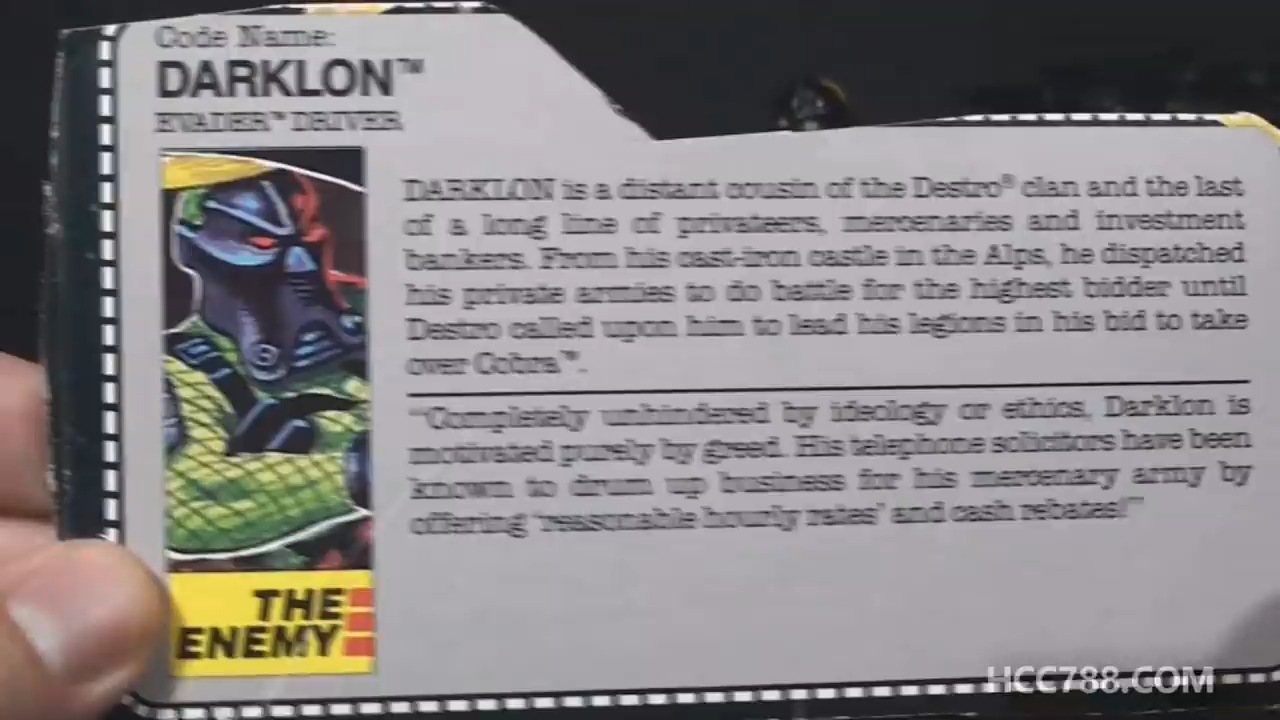 Code Name:
DARKLON™
EVADER™ DRIVER
DARKLON is a distant cousin of the Destro® clan and the last
of a long line of privateers, mercenaries and investment
bankers. From his cast-iron castle in the Alps, he dispatched
his private armies to do battle for the highest bidder until
Destro called upon him to lead his legions in his bid to take
over Cobra™.
"Completely unhindered by ideology or ethics, Darklon is
motivated purely by greed. His telephone solicitors have been
known to drum up business for his mercenary army by
offering 'reasonable hourly rates' and cash rebates!"
THE
ENEMY
HCC788.COM